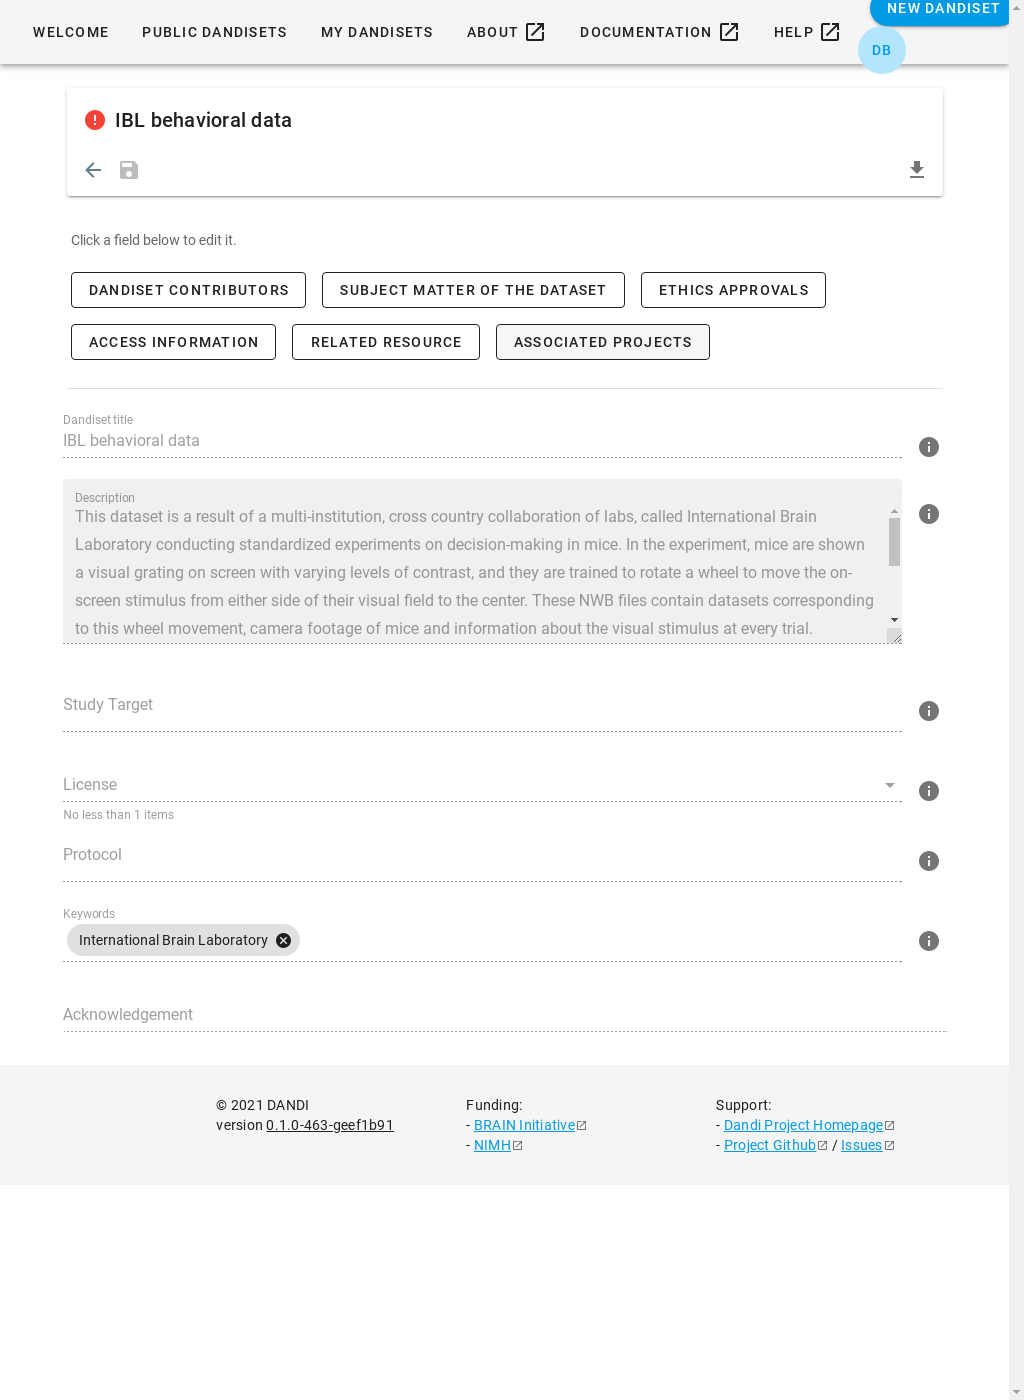 WELCOME PUBLIC DANDISETS MY DANDISETS ABOUT DOCUMENTATION HELP NEW DANDISET
DB
IBL behavioral data
Click a field below to edit it.
DANDISET CONTRIBUTORS SUBJECT MATTER OF THE DATASET ETHICS APPROVALS
ACCESS INFORMATION RELATED RESOURCE ASSOCIATED PROJECTS
Dandiset title
IBL behavioral data
Description
This dataset is a result of a multi-institution, cross country collaboration of labs, called International Brain
Laboratory conducting standardized experiments on decision-making in mice. In the experiment, mice are shown
a visual grating on screen with varying levels of contrast, and they are trained to rotate a wheel to move the on-
screen stimulus from either side of their visual field to the center. These NWB files contain datasets corresponding
to this wheel movement, camera footage of mice and information about the visual stimulus at every trial.
Study Target
License
No less than 1 items
Protocol
Keywords
International Brain Laboratory
Acknowledgement
© 2021 DANDI
version 0.1.0-463-geef1b91
Funding:
- BRAIN Initiative
- NIMH
Support:
- Dandi Project Homepage
- Project Github / Issues